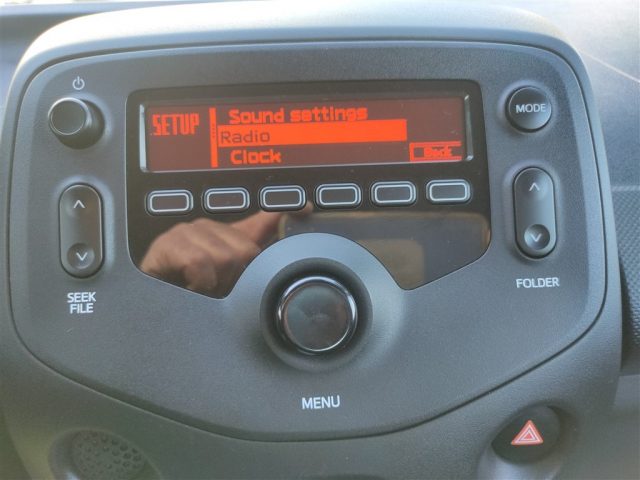 SETUP
Sound settings
Radio
Clock
Back
MODE
SEEK
FILE
FOLDER
MENU